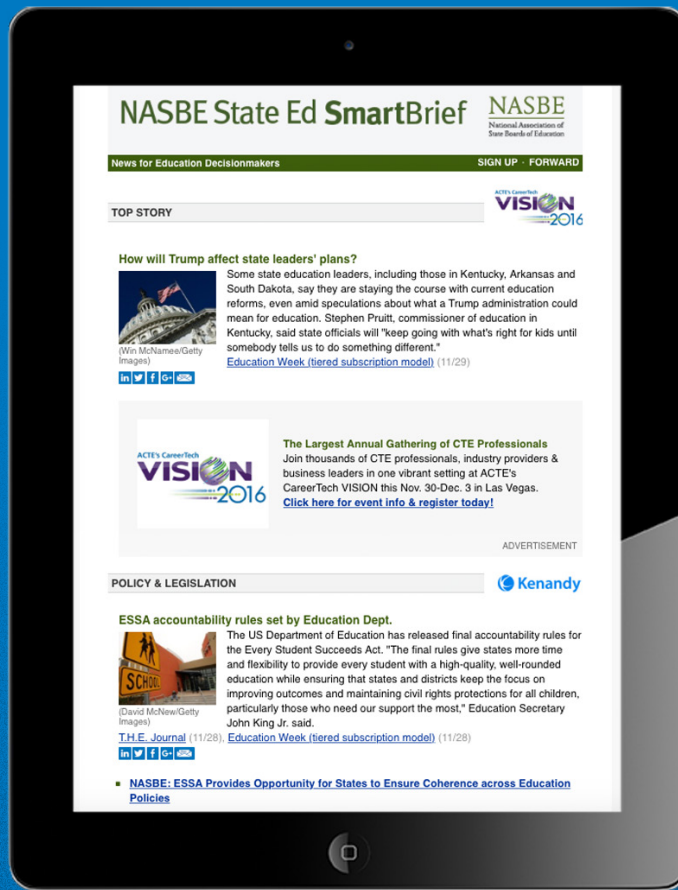 NASBE State Ed SmartBrief
NASBE
National Association of
State Boards of Education
News for Education Decisionmakers
SIGN UP · FORWARD
TOP STORY
ACTE's CareerTech
VISION
2016
How will Trump affect state leaders' plans?
Some state education leaders, including those in Kentucky, Arkansas and
South Dakota, say they are staying the course with current education
reforms, even amid speculations about what a Trump administration could
mean for education. Stephen Pruitt, commissioner of education in
Kentucky, said state officials will "keep going with what's right for kids until
somebody tells us to do something different."
Education Week (tiered subscription model) (11/29)
(Win McNamee/Getty
Images)
in f G+
ACTE's CareerTech
VISION
2016
The Largest Annual Gathering of CTE Professionals
Join thousands of CTE professionals, industry providers &
business leaders in one vibrant setting at ACTE's
CareerTech VISION this Nov. 30-Dec. 3 in Las Vegas.
Click here for event info & register today!
ADVERTISEMENT
POLICY & LEGISLATION
Kenandy
ESSA accountability rules set by Education Dept.
SCHOOL
The US Department of Education has released final accountability rules for
the Every Student Succeeds Act. "The final rules give states more time
and flexibility to provide every student with a high-quality, well-rounded
education while ensuring that states and districts keep the focus on
improving outcomes and maintaining civil rights protections for all children,
particularly those who need our support the most," Education Secretary
John King Jr. said.
(David McNew/Getty
Images)
T.H.E. Journal (11/28), Education Week (tiered subscription model) (11/28)
in f G+
NASBE: ESSA Provides Opportunity for States to Ensure Coherence across Education
Policies